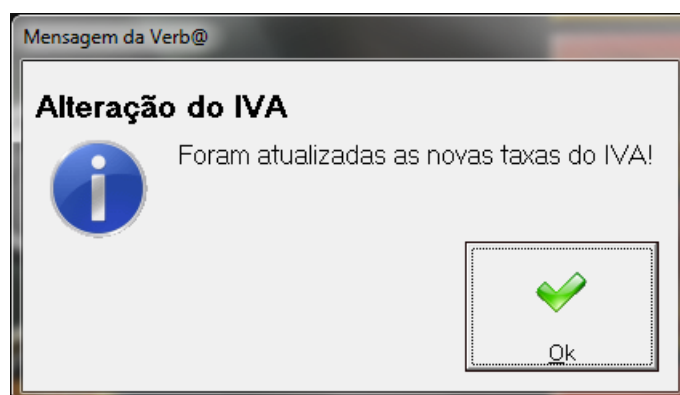 Mensagem da Verb@
Alteração do IVA
Foram atualizadas as novas taxas do IVA!
Ok